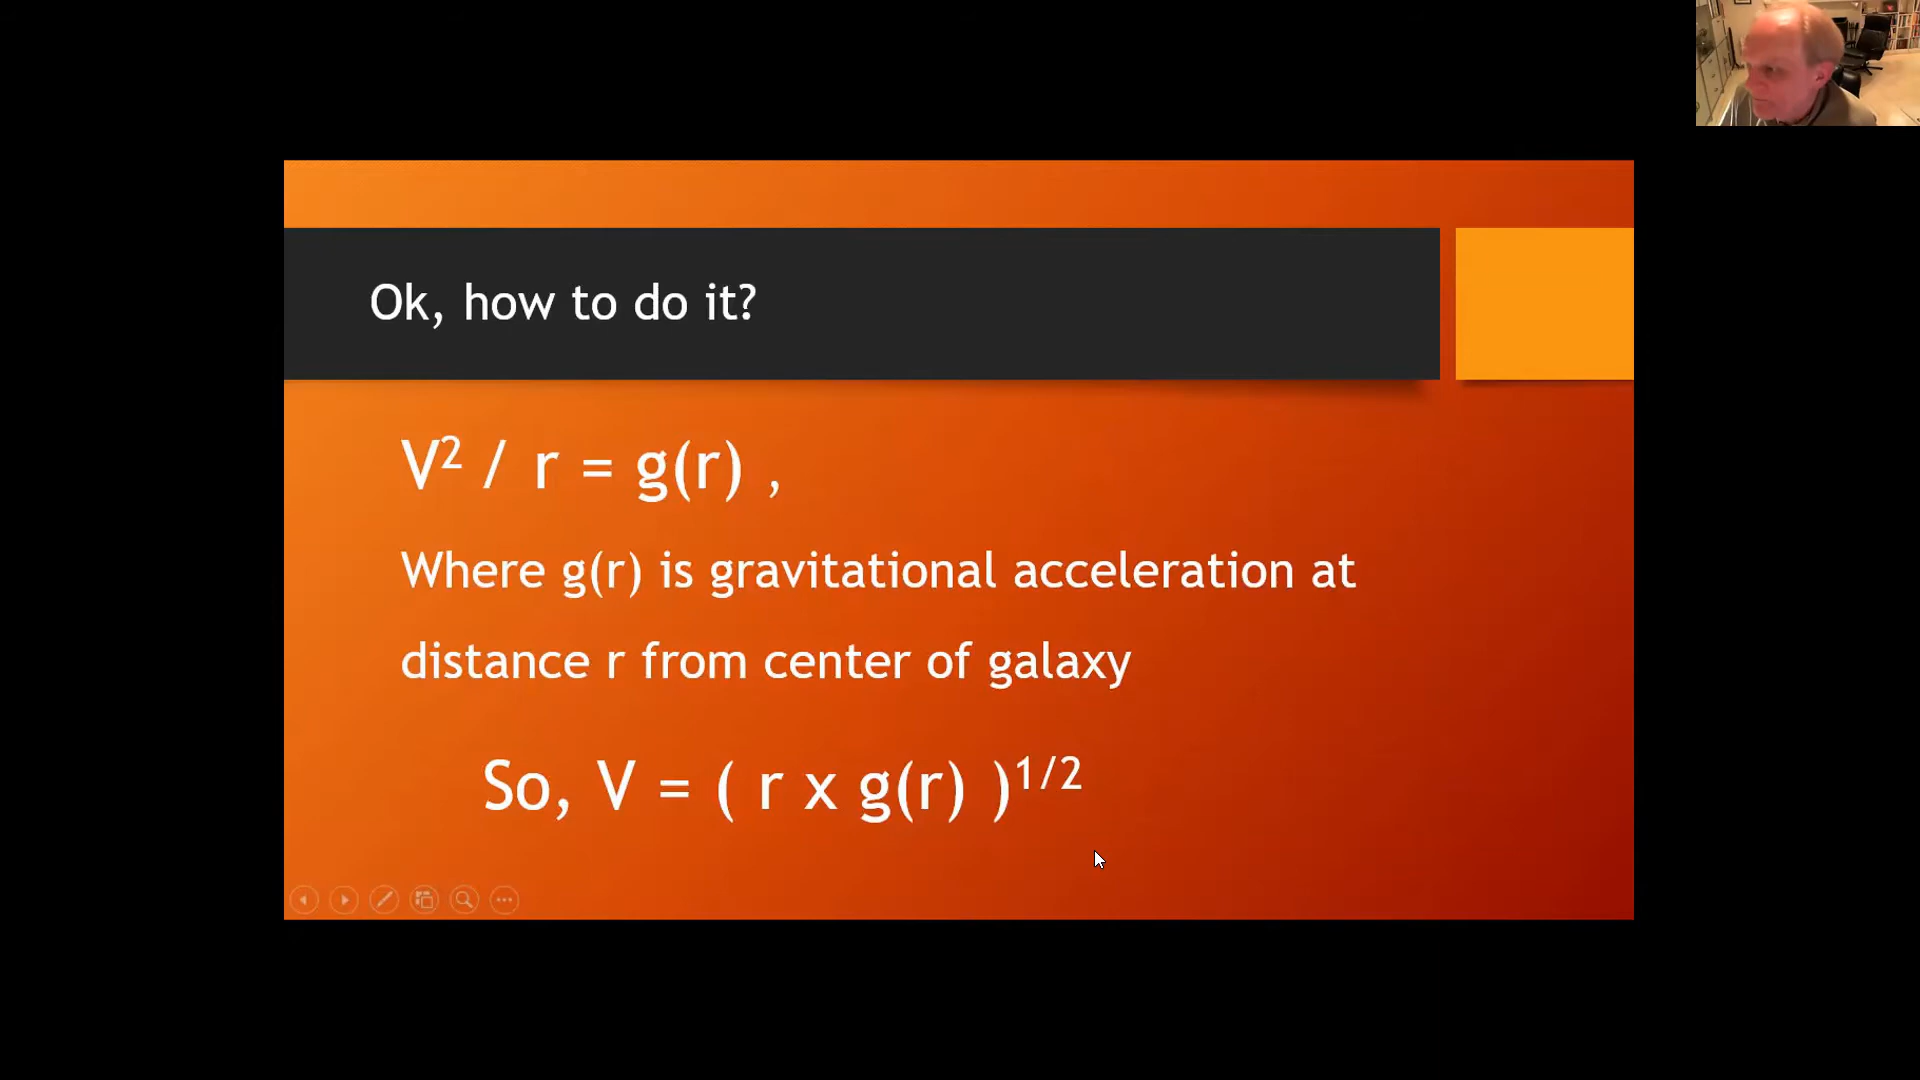 Ok, how to do it?
V² / r = g(r) ,
Where g(r) is gravitational acceleration at
distance r from center of galaxy
So, V = ( r x g(r) )¹/²